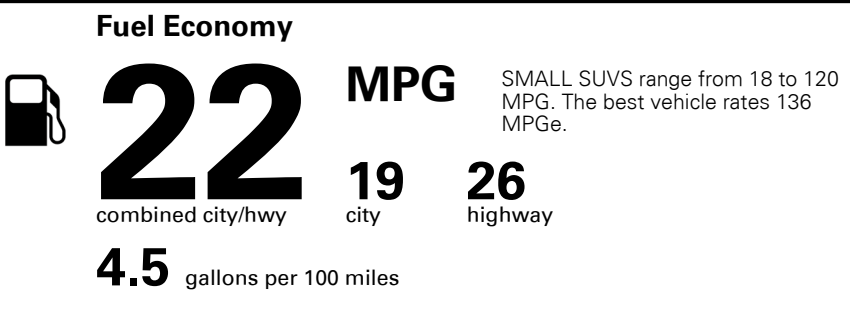 Fuel Economy
22
MPG
SMALL SUVS range from 18 to 120
MPG. The best vehicle rates 136
MPGe.
19
26
combined city/hwy
city
highway
4.5 gallons per 100 miles